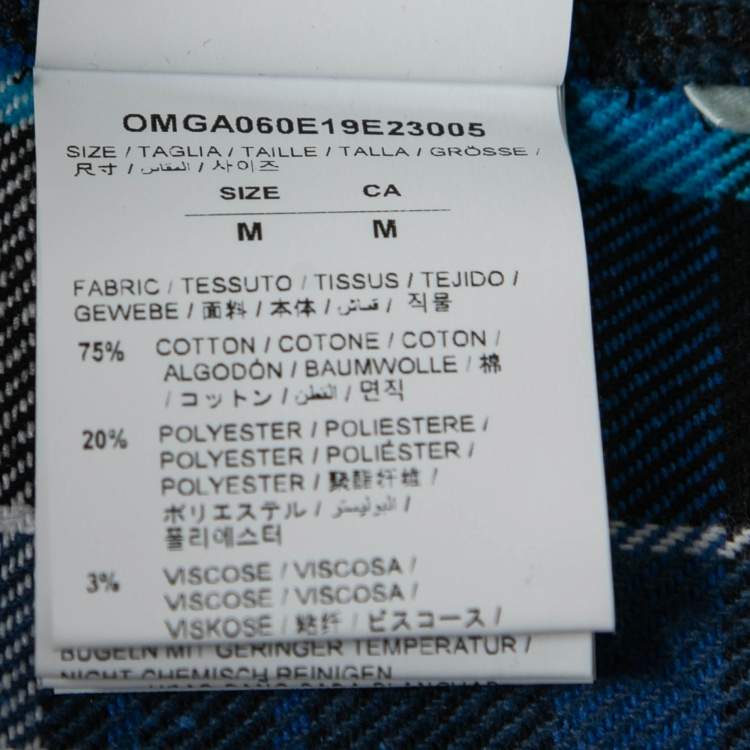 OMGA060E19E23005
SIZE / TAGLIA / TAILLE / TALLA / GRÖSSE /
尺寸 / المقاس / 사이즈
SIZE CA
M M
FABRIC / TESSUTO / TISSUS / TEJIDO /
GEWEBE / 面料 / 本体 / قماش / 직물
75% COTTON / COTONE / COTON /
ALGODÓN / BAUMWOLLE / 棉
/ コットン / القطن / 면직
20% POLYESTER / POLIESTERE /
POLYESTER / POLIÉSTER /
POLYESTER / 聚酯纤维 /
ポリエステル / البوليستر /
폴리에스터
3% VISCOSE / VISCOSA /
VISCOSE / VISCOSA /
VISKOSE / 粘纤 / ビスコース /
BÜGELN MIT GERINGER TEMPERATUR /
NICHT CHEMISCH REINIGEN